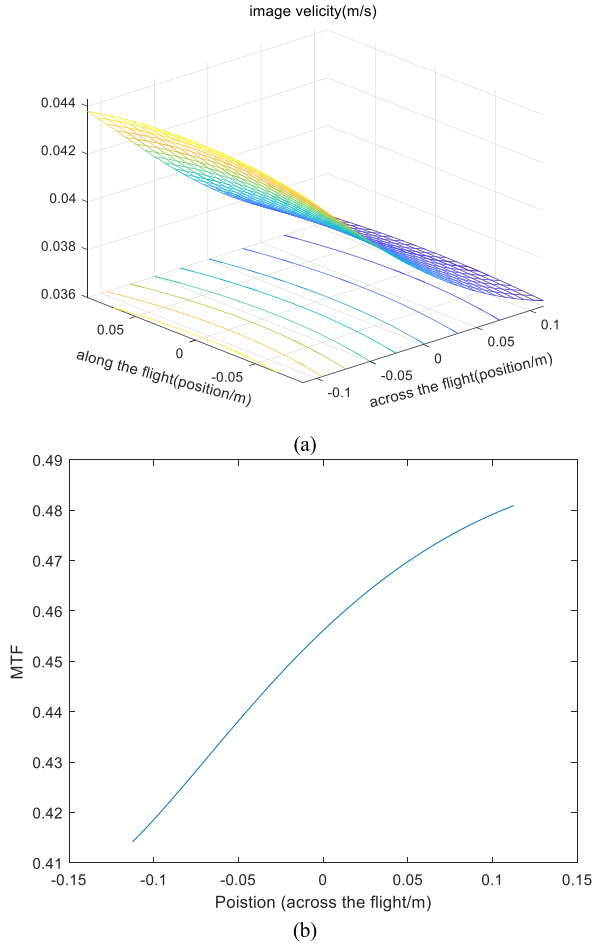 image velicity(m/s)
0.044
0.042
0.04
0.038
0.036
0.05
0
-0.05
along the flight(position/m)
-0.1
-0.05
0
0.05
0.1
across the flight(position/m)
(a)
0.49
0.48
0.47
0.46
0.45
0.44
0.43
0.42
0.41
MTF
-0.15 -0.1 -0.05 0 0.05 0.1 0.15
Poistion (across the flight/m)
(b)